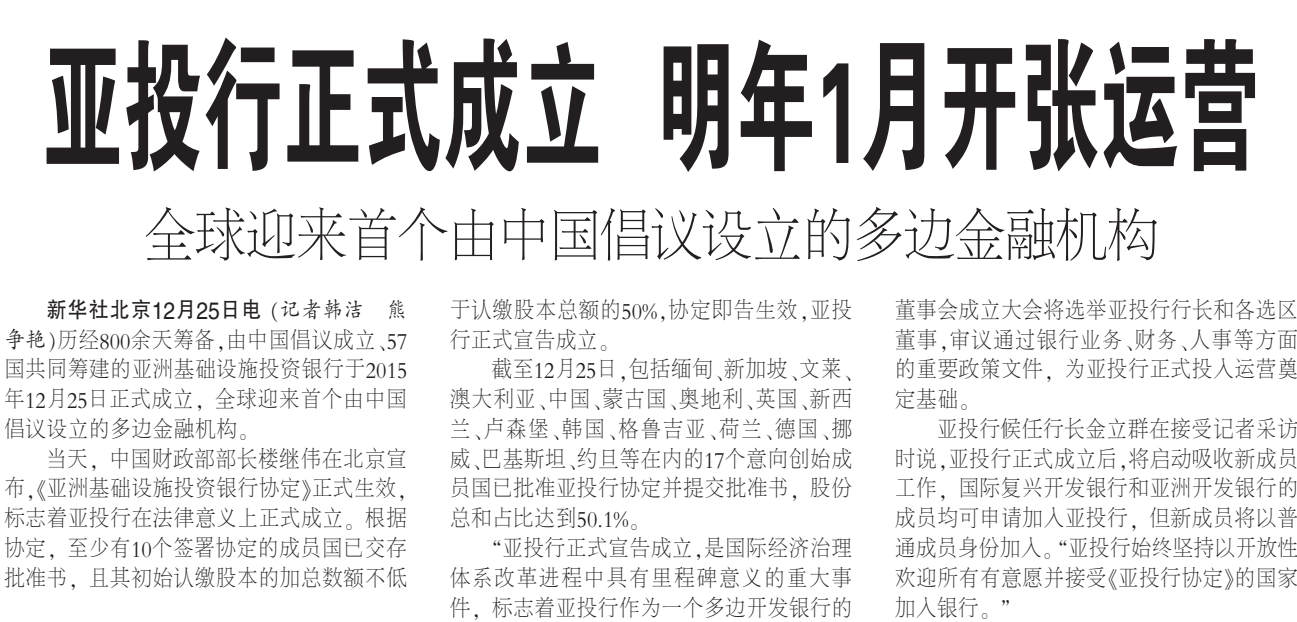 亚投行正式成立 明年1月开张运营
全球迎来首个由中国倡议设立的多边金融机构
新华社北京12月25日电(记者韩洁 熊
争艳)历经800余天筹备,由中国倡议成立、57
国共同筹建的亚洲基础设施投资银行于2015
年12月25日正式成立，全球迎来首个由中国
倡议设立的多边金融机构。
当天，中国财政部部长楼继伟在北京宣
布,《亚洲基础设施投资银行协定》正式生效,
标志着亚投行在法律意义上正式成立。根据
协定，至少有10个签署协定的成员国已交存
批准书，且其初始认缴股本的加总数额不低
于认缴股本总额的50%,协定即告生效,亚投
行正式宣告成立。
截至12月25日,包括缅甸、新加坡、文莱、
澳大利亚、中国、蒙古国、奥地利、英国、新西
兰、卢森堡、韩国、格鲁吉亚、荷兰、德国、挪
威、巴基斯坦、约旦等在内的17个意向创始成
员国已批准亚投行协定并提交批准书，股份
总和占比达到50.1%。
“亚投行正式宣告成立,是国际经济治理
体系改革进程中具有里程碑意义的重大事
件，标志着亚投行作为一个多边开发银行的
董事会成立大会将选举亚投行行长和各选区
董事,审议通过银行业务、财务、人事等方面
的重要政策文件，为亚投行正式投入运营奠
定基础。
亚投行候任行长金立群在接受记者采访
时说,亚投行正式成立后,将启动吸收新成员
工作，国际复兴开发银行和亚洲开发银行的
成员均可申请加入亚投行，但新成员将以普
通成员身份加入。“亚投行始终坚持以开放性
欢迎所有有意愿并接受《亚投行协定》的国家
加入银行。”